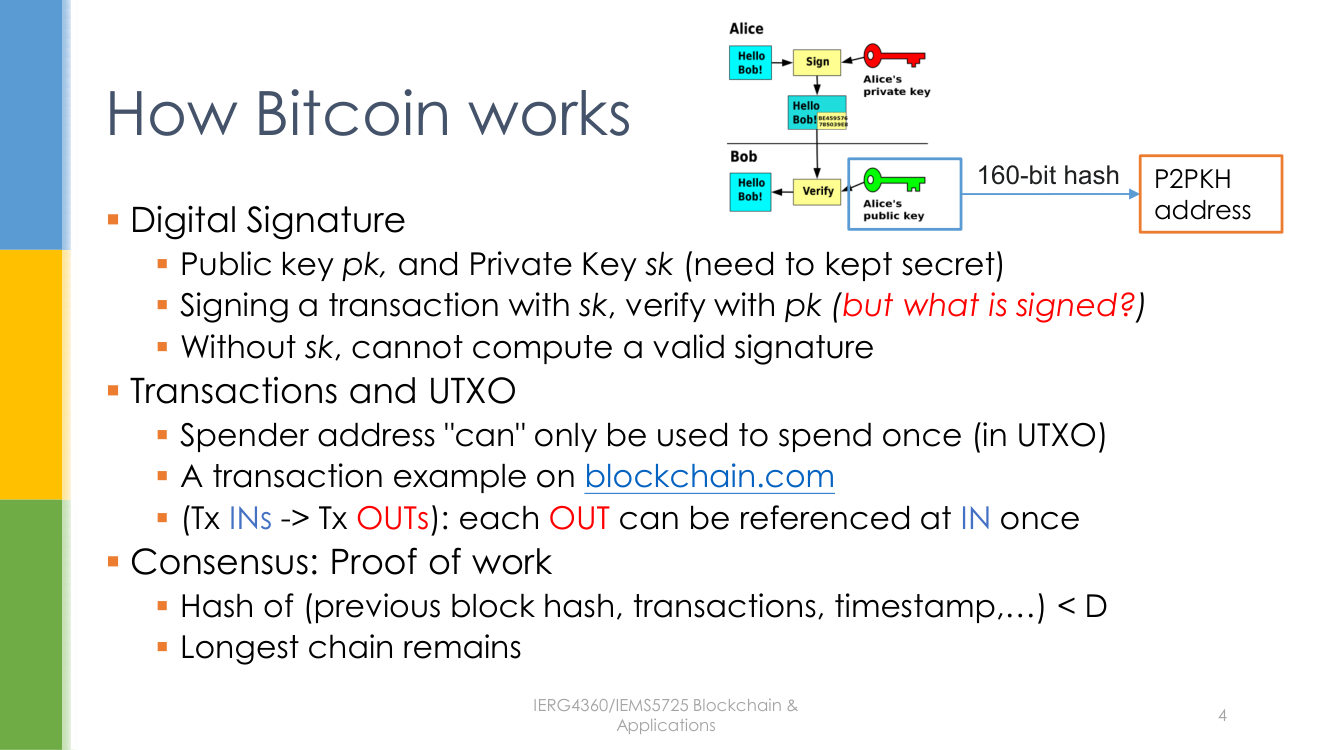 How Bitcoin works
Alice
Hello
Bob!
Sign
Alice's
private key
Hello
Bob!
BE459576
785039E8
Bob
Hello
Bob!
Verify
Alice's
public key
160-bit hash
P2PKH
address
Digital Signature
Public key pk, and Private Key sk (need to kept secret)
Signing a transaction with sk, verify with pk (but what is signed?)
Without sk, cannot compute a valid signature
Transactions and UTXO
Spender address "can" only be used to spend once (in UTXO)
A transaction example on blockchain.com
(Tx INs -> Tx OUTs): each OUT can be referenced at IN once
Consensus: Proof of work
Hash of (previous block hash, transactions, timestamp,…) < D
Longest chain remains
IERG4360/IEMS5725 Blockchain &
Applications
4